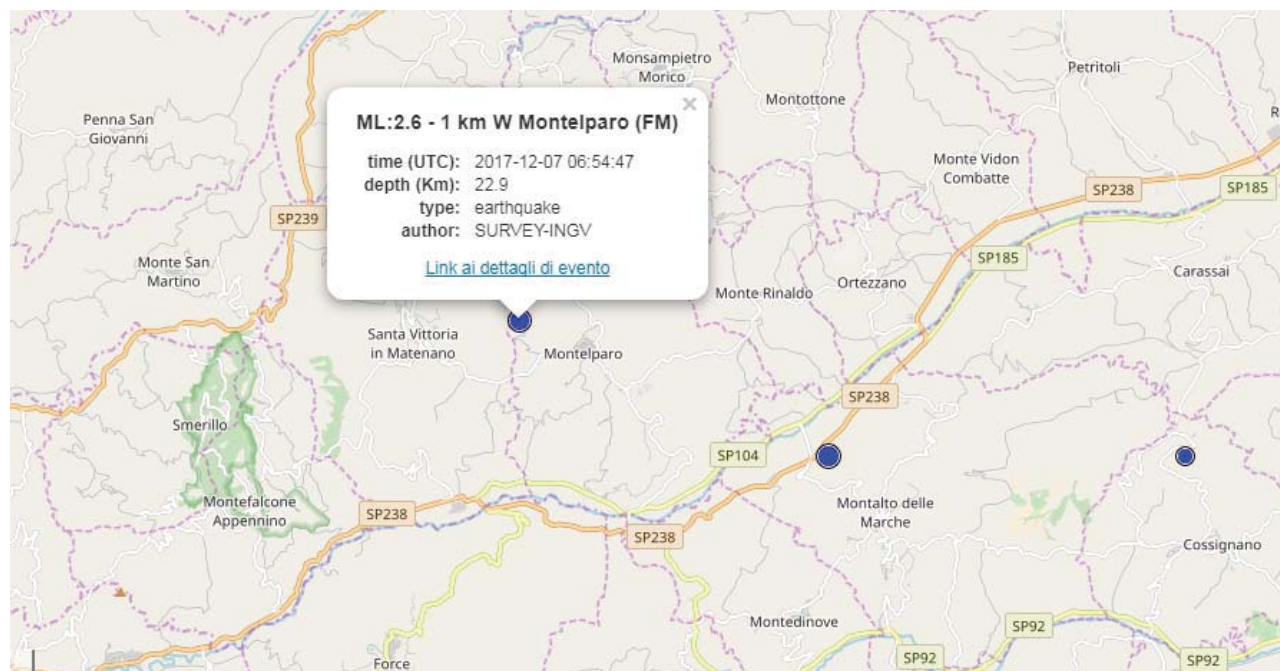 Monsampietro
Morico
Petritoli
Montottone
Penna San
Giovanni
×
ML:2.6 - 1 km W Montelparo (FM)
time (UTC): 2017-12-07 06:54:47
depth (Km): 22.9
type: earthquake
author: SURVEY-INGV
Link ai dettagli di evento
R
Monte Vidon
Combatte
SP238
SP185
SP239
SP185
Monte San
Martino
Carassai
Ortezzano
Monte Rinaldo
Santa Vittoria
in Matenano
Montelparo
SP238
Smerillo
SP104
Montefalcone
Appennino
Montalto delle
Marche
SP238
SP238
Cossignano
Montedinove
SP92
SP92
SP92
Force